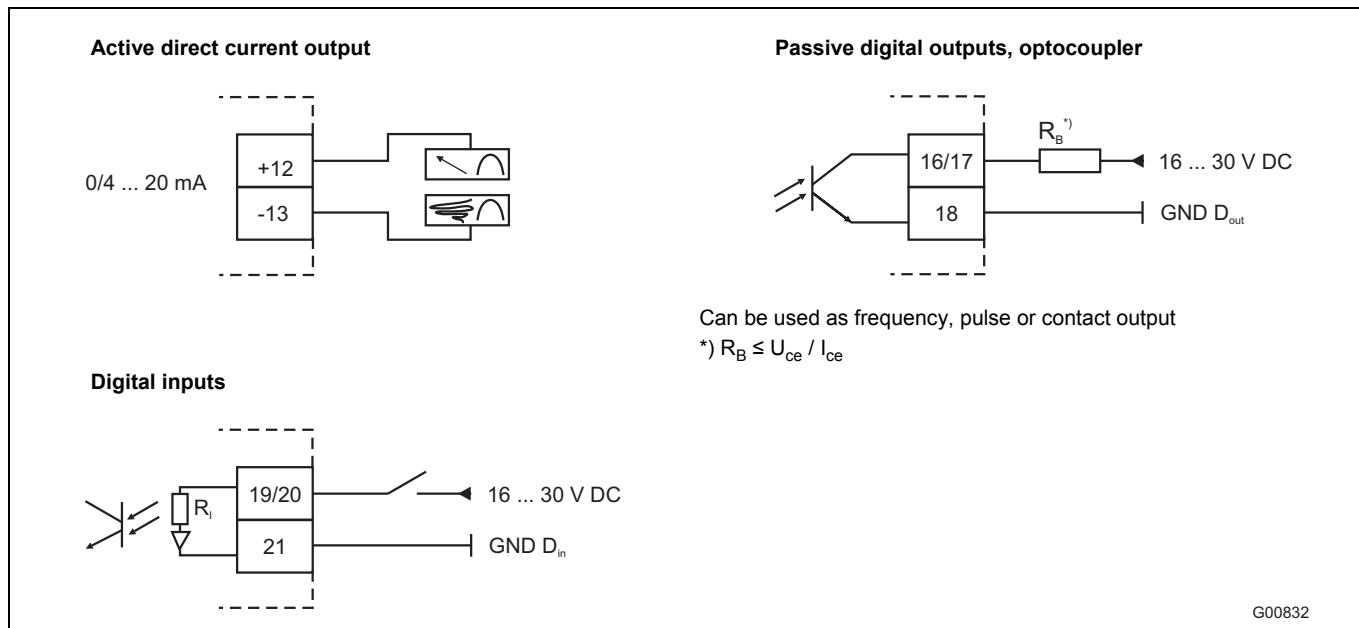 Active direct current output
0/4 ... 20 mA
+12
-13
Passive digital outputs, optocoupler
R_B *)
16/17
16 ... 30 V DC
18
GND D_out
Can be used as frequency, pulse or contact output
*) R_B ≤ U_ce / I_ce
Digital inputs
R_I
19/20
16 ... 30 V DC
21
GND D_in
G00832